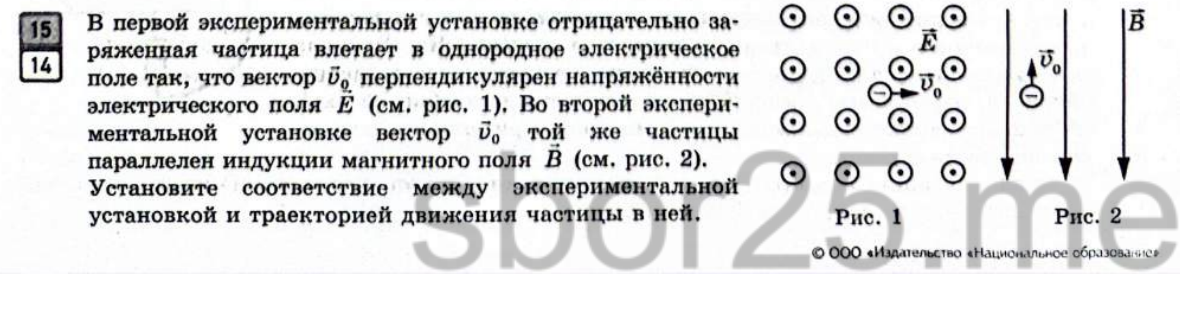 15
14
В первой экспериментальной установке отрицательно за-
ряженная частица влетает в однородное электрическое
поле так, что вектор v⃗₀ перпендикулярен напряжённости
электрического поля E⃗ (см. рис. 1). Во второй экспери-
ментальной установке вектор v⃗₀ той же частицы
параллелен индукции магнитного поля B⃗ (см. рис. 2).
Установите соответствие между экспериментальной
установкой и траекторией движения частицы в ней.
E⃗
v⃗₀
Рис. 1
B⃗
v⃗₀
Рис. 2
© ООО «Издательство «Национальное образование»
sbor25.me